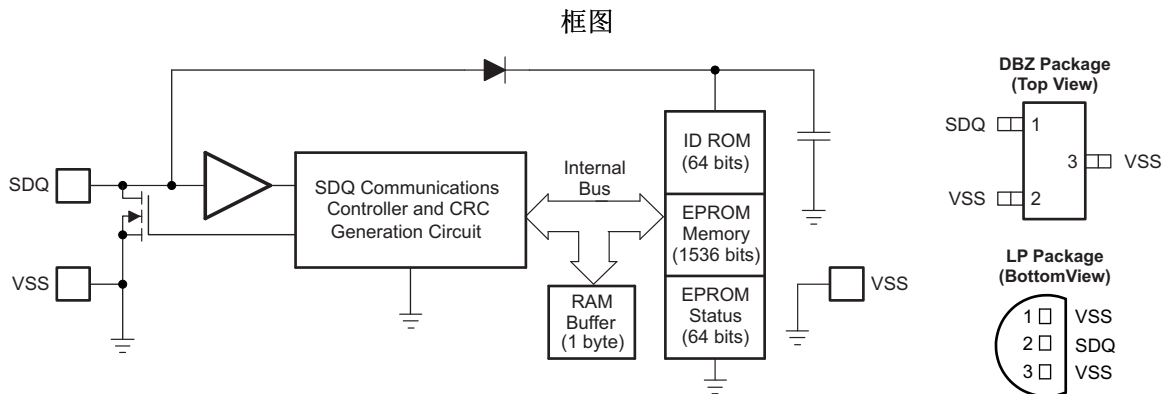 框图
SDQ
VSS
SDQ Communications
Controller and CRC
Generation Circuit
Internal
Bus
RAM
Buffer
(1 byte)
ID ROM
(64 bits)
EPROM
Memory
(1536 bits)
EPROM
Status
(64 bits)
VSS
DBZ Package
(Top View)
SDQ 1
3 VSS
VSS 2
LP Package
(BottomView)
1 VSS
2 SDQ
3 VSS